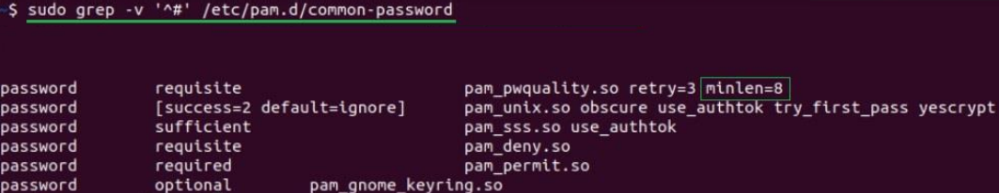 ~$ sudo grep -v '^#' /etc/pam.d/common-password
password requisite pam_pwquality.so retry=3 minlen=8
password [success=2 default=ignore] pam_unix.so obscure use_authtok try_first_pass yescrypt
password sufficient pam_sss.so use_authtok
password requisite pam_deny.so
password required pam_permit.so
password optional pam_gnome_keyring.so